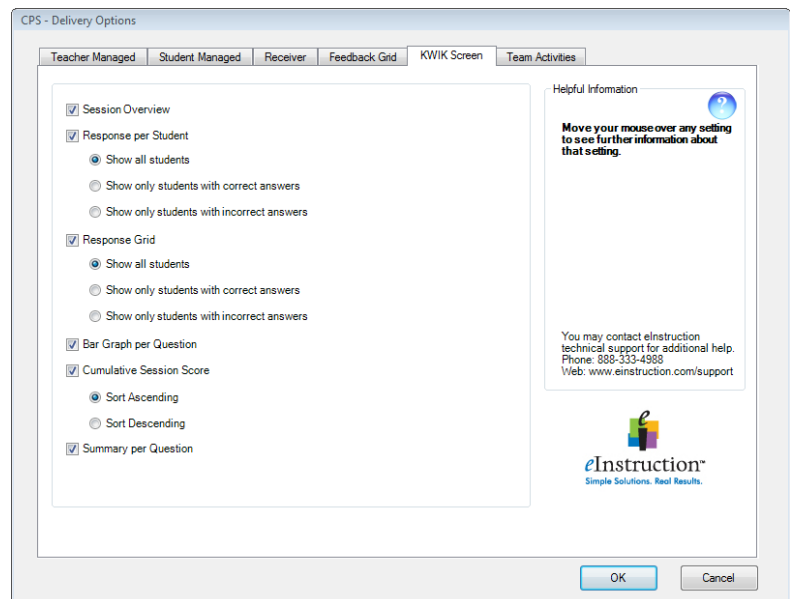 CPS - Delivery Options
Teacher Managed
Student Managed
Receiver
Feedback Grid
KWIK Screen
Team Activities
Session Overview
Response per Student
Show all students
Show only students with correct answers
Show only students with incorrect answers
Response Grid
Show all students
Show only students with correct answers
Show only students with incorrect answers
Bar Graph per Question
Cumulative Session Score
Sort Ascending
Sort Descending
Summary per Question
Helpful Information
?
Move your mouse over any setting
to see further information about
that setting.
You may contact eInstruction
technical support for additional help.
Phone: 888-333-4988
Web: www.einstruction.com/support
e
eInstruction™
Simple Solutions. Real Results.
OK
Cancel